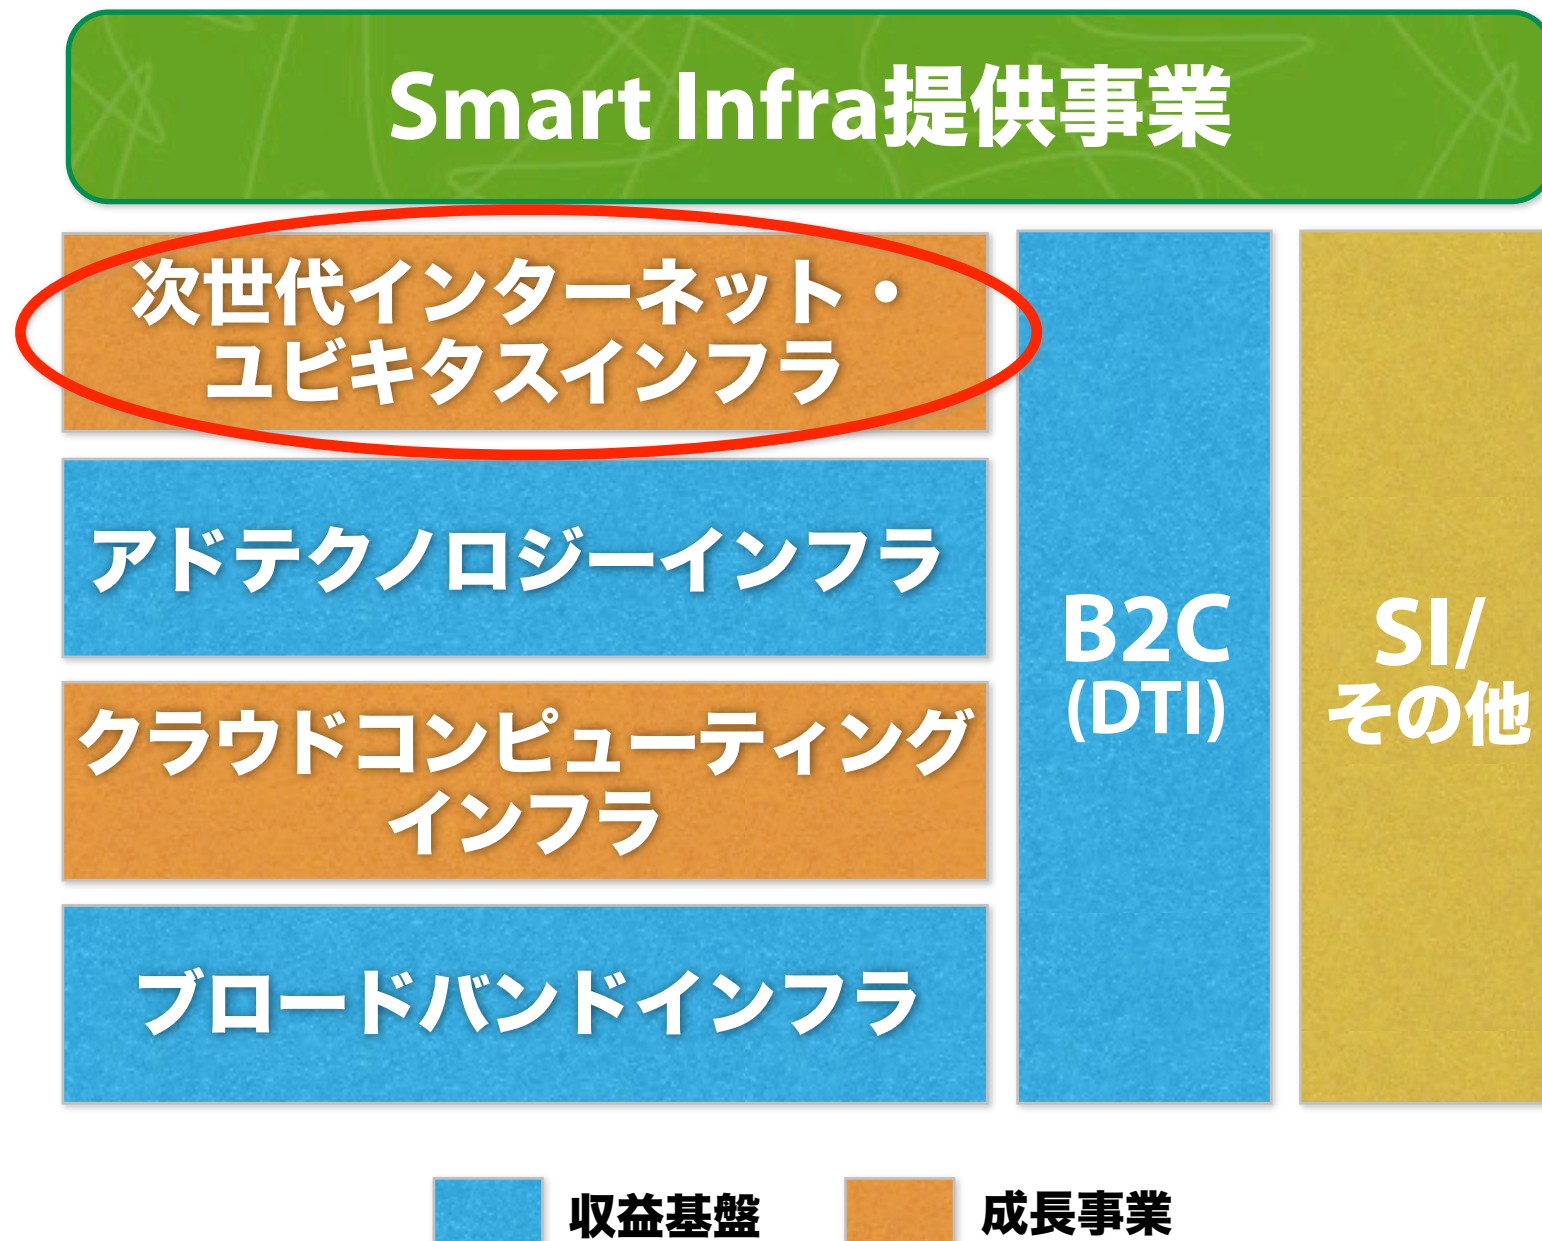 Smart Infra提供事業
次世代インターネット・
ユビキタスインフラ
アドテクノロジーインフラ
クラウドコンピューティング
インフラ
ブロードバンドインフラ
B2C
(DTI)
SI/
その他
収益基盤
成長事業